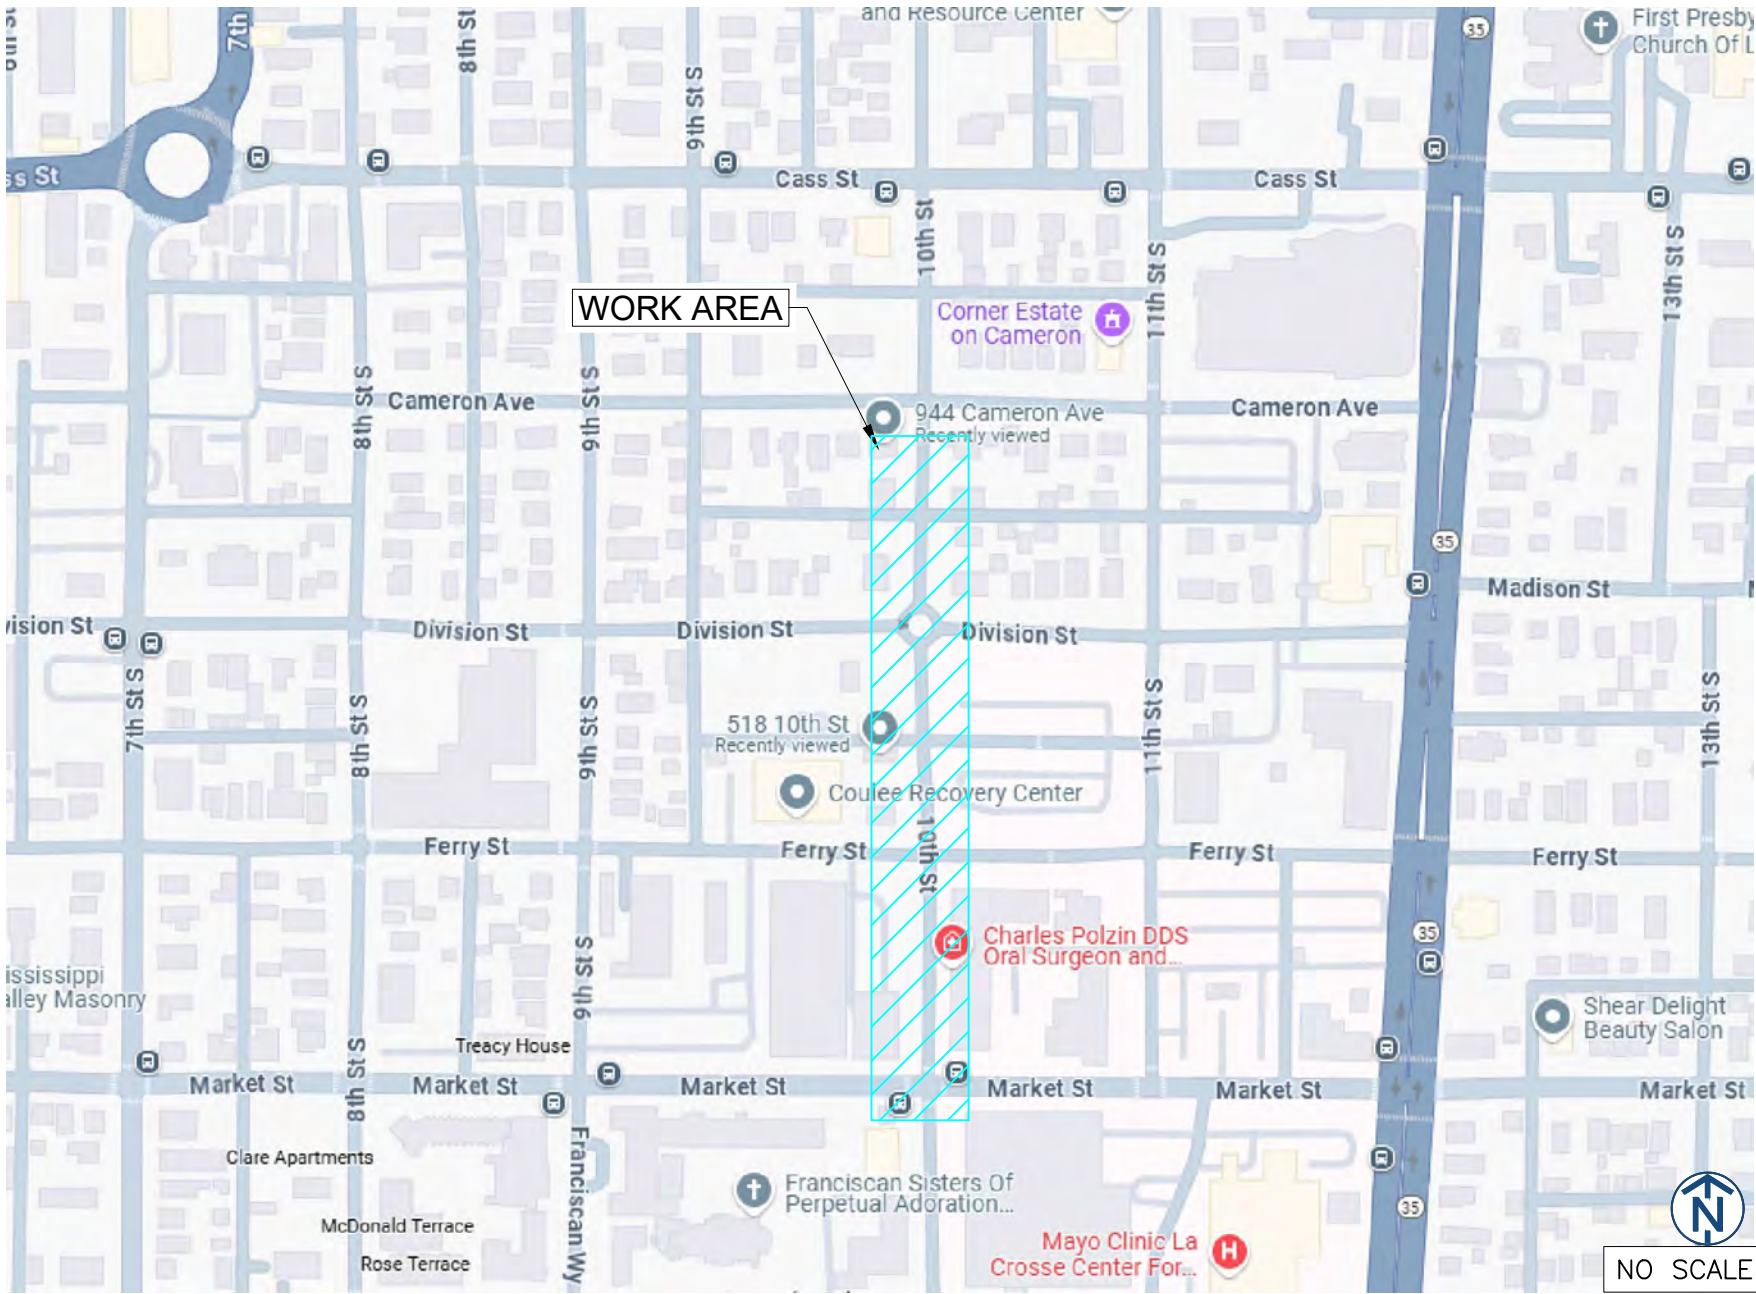 and Resource Center
35
First Presby
Church Of L
7th
8th St S
9th St S
ss St
Cass St
Cass St
10th St
11th St S
13th St S
WORK AREA
Corner Estate
on Cameron
8th St S
Cameron Ave
9th St S
944 Cameron Ave
Recently viewed
Cameron Ave
35
Madison St
vision St
Division St
Division St
Division St
7th St S
8th St S
9th St S
518 10th St
Recently viewed
11th St S
13th St S
Coulee Recovery Center
Ferry St
Ferry St
10th St
Ferry St
Ferry St
Charles Polzin DDS
Oral Surgeon and...
35
ississippi
alley Masonry
9th St S
Shear Delight
Beauty Salon
Treacy House
8th St S
Market St
Market St
Market St
Market St
Market St
Market St
Clare Apartments
Franciscan Wy
Franciscan Sisters Of
Perpetual Adoration...
35
N
McDonald Terrace
Rose Terrace
Mayo Clinic La
Crosse Center For...
H
NO SCALE